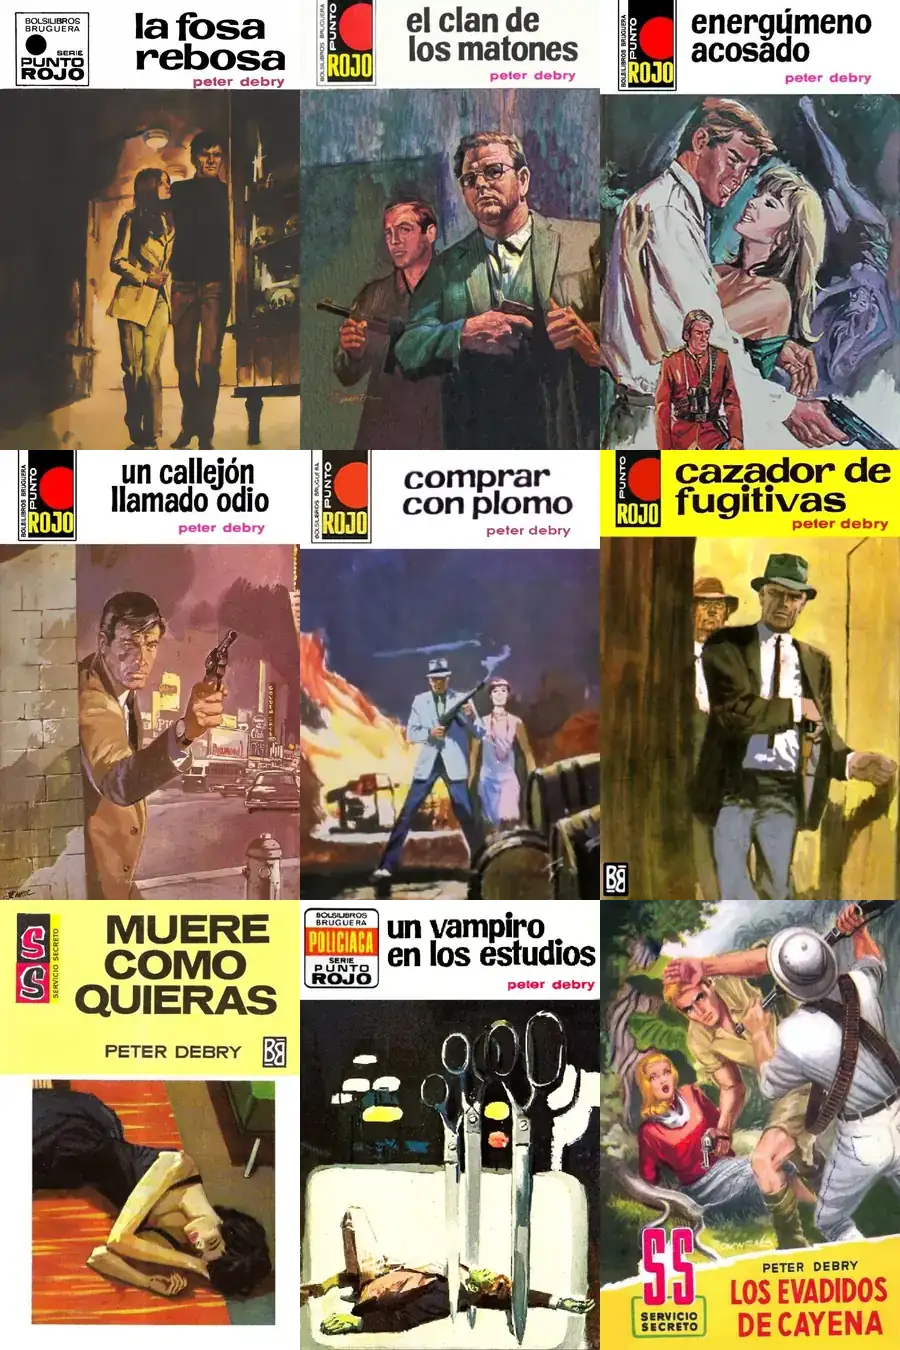 BOLSILIBROS
BRUGUERA
SERIE
PUNTO
ROJO
la fosa
rebosa
peter debry
BOLSILIBROS BRUGUERA
PUNTO
ROJO
el clan de
los matones
peter debry
BOLSILIBROS BRUGUERA
PUNTO
ROJO
energúmeno
acosado
peter debry
BOLSILIBROS BRUGUERA
PUNTO
ROJO
un callejón
llamado odio
peter debry
BOLSILIBROS BRUGUERA
PUNTO
ROJO
comprar
con plomo
peter debry
PUNTO
ROJO
cazador de
fugitivas
peter debry
BB
SS
SERVICIO SECRETO
MUERE
COMO
QUIERAS
PETER DEBRY
BB
BOLSILIBROS
BRUGUERA
POLICIACA
SERIE
PUNTO
ROJO
un vampiro
en los estudios
peter debry
SS
SERVICIO
SECRETO
PETER DEBRY
LOS EVADIDOS
DE CAYENA